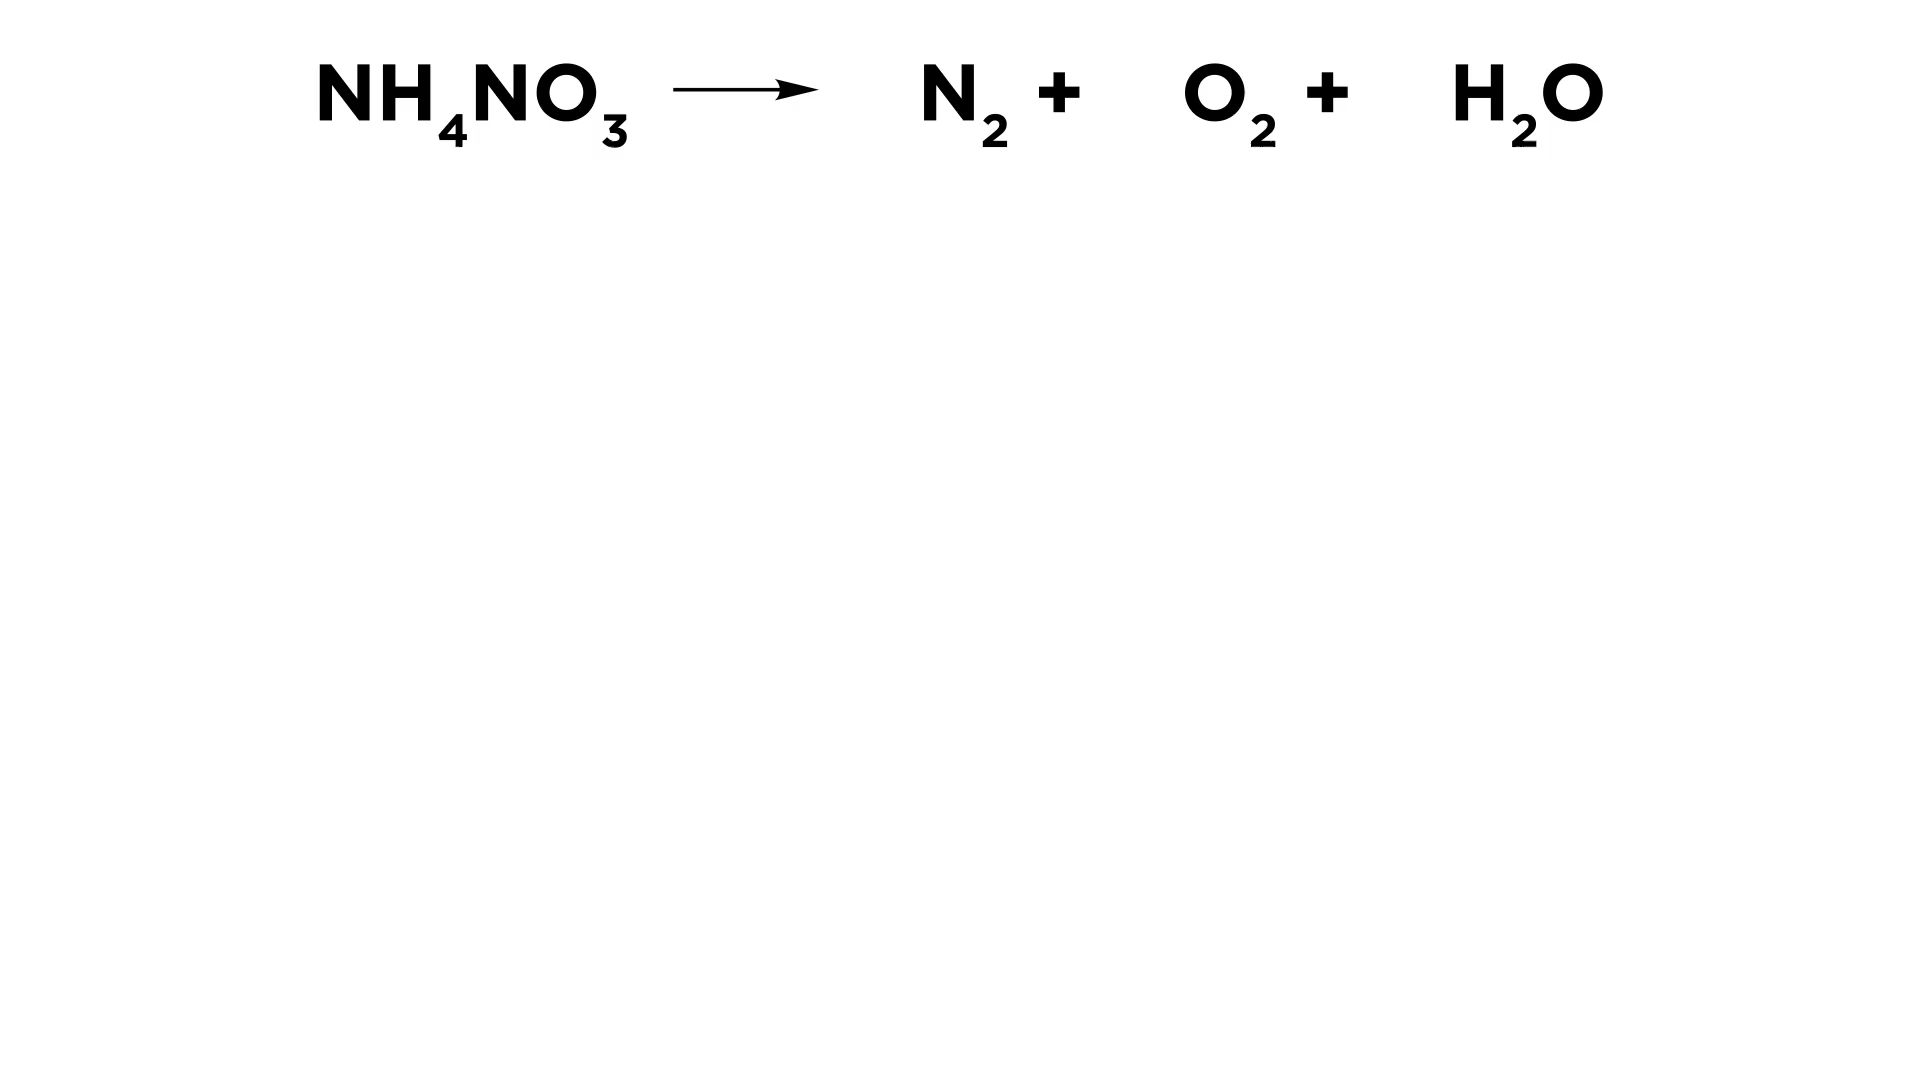 NH₄NO₃ ⟶ N₂ + O₂ + H₂O